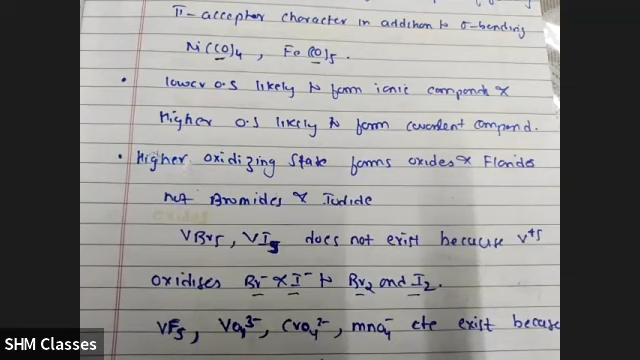 π-acceptor character in addition to σ-bonding
Ni(CO)4 , Fe(CO)5 .
• lower o.s likely to form ionic compounds &
Higher o.s likely to form covalent compound.
• Higher oxidizing state forms oxides & Florides
not Bromides & Iodide
VBr5, VI5 does not exist because V+5
oxidises Br- & I- to Br2 and I2.
VF5, VO4 3-, CrO4 2-, MnO4- etc exist because
SHM Classes